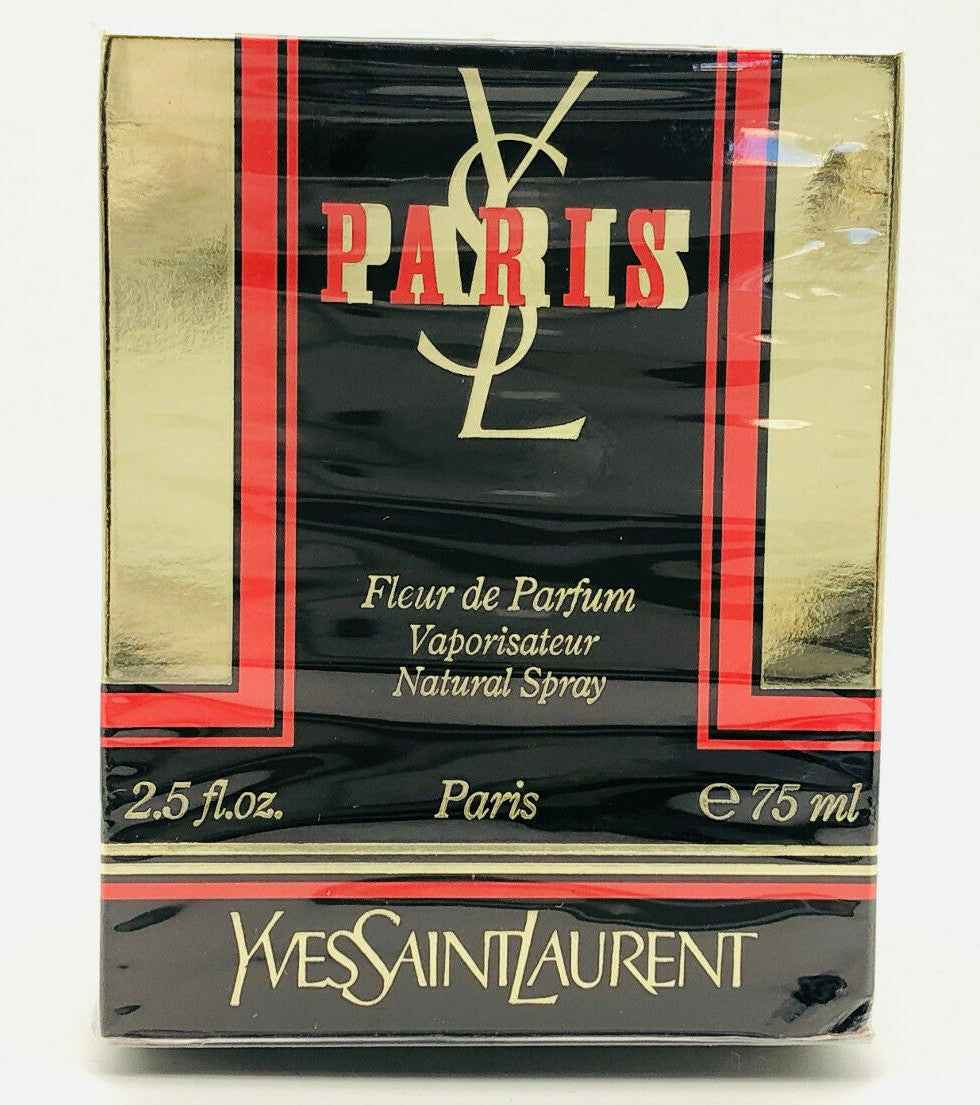 YSL
PARIS
Fleur de Parfum
Vaporisateur
Natural Spray
2.5 fl.oz. Paris ℮ 75 ml
YVESSAINTLAURENT